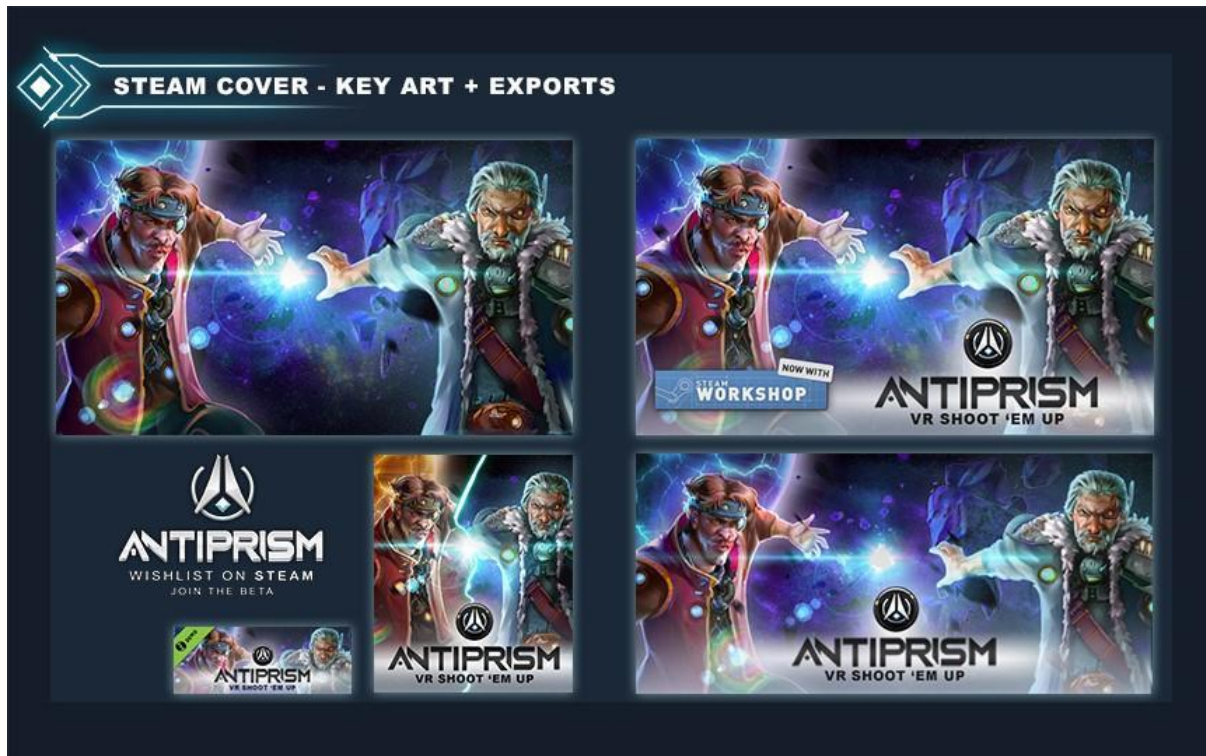 STEAM COVER - KEY ART + EXPORTS
NOW WITH
STEAM
WORKSHOP
ANTIPRISM
VR SHOOT ‘EM UP
ANTIPRISM
WISHLIST ON STEAM
JOIN THE BETA
DEMO
ANTIPRISM
VR SHOOT ‘EM UP
ANTIPRISM
VR SHOOT ‘EM UP
ANTIPRISM
VR SHOOT ‘EM UP